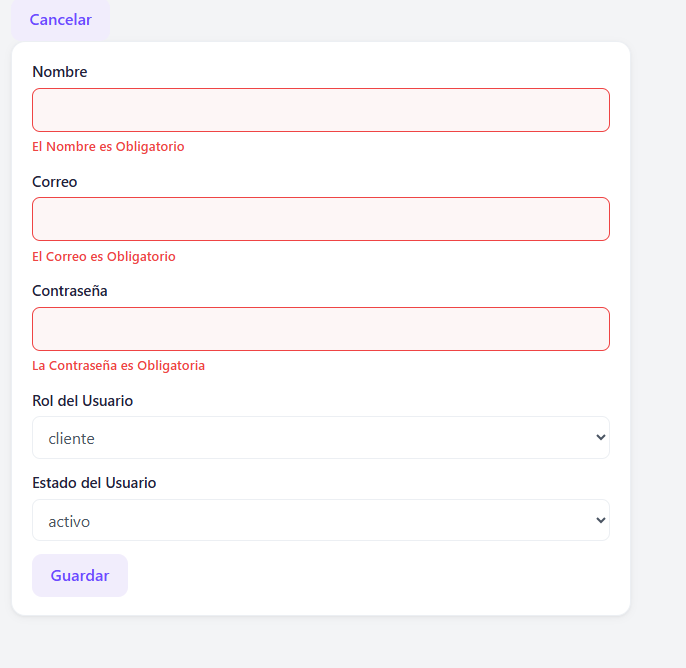 Cancelar
Nombre
El Nombre es Obligatorio
Correo
El Correo es Obligatorio
Contraseña
La Contraseña es Obligatoria
Rol del Usuario
cliente
Estado del Usuario
activo
Guardar